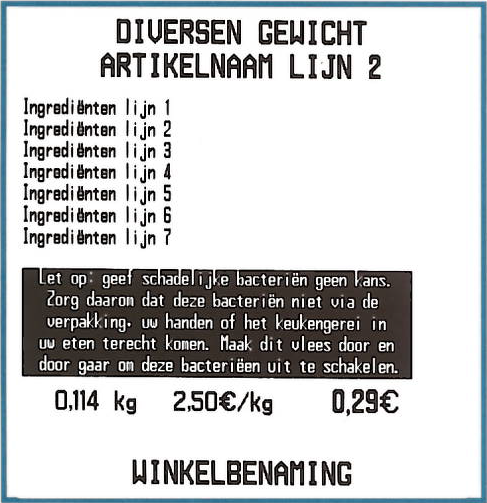 DIVERSEN GEWICHT
ARTIKELNAAM LIJN 2
Ingrediënten lijn 1
Ingrediënten lijn 2
Ingrediënten lijn 3
Ingrediënten lijn 4
Ingrediënten lijn 5
Ingrediënten lijn 6
Ingrediënten lijn 7
Let op: geef schadelijke bacteriën geen kans.
Zorg daarom dat deze bacteriën niet via de
verpakking, uw handen of het keukengerei in
uw eten terecht komen. Maak dit vlees door en
door gaar om deze bacterieën uit te schakelen.
0,114 kg 2,50€/kg 0,29€
WINKELBENAMING